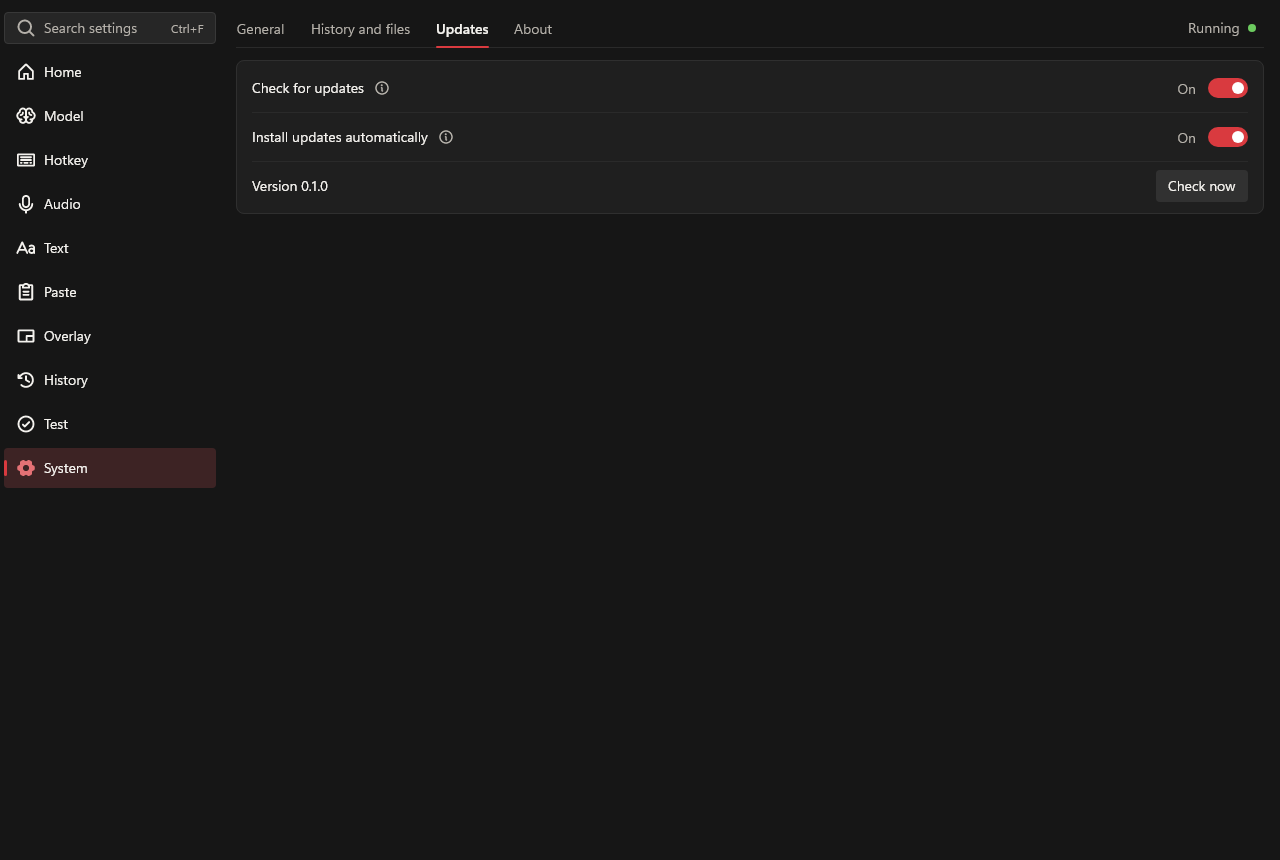 Search settings Ctrl+F
Home
Model
Hotkey
Audio
Text
Paste
Overlay
History
Test
System
General History and files Updates About Running
Check for updates On
Install updates automatically On
Version 0.1.0 Check now